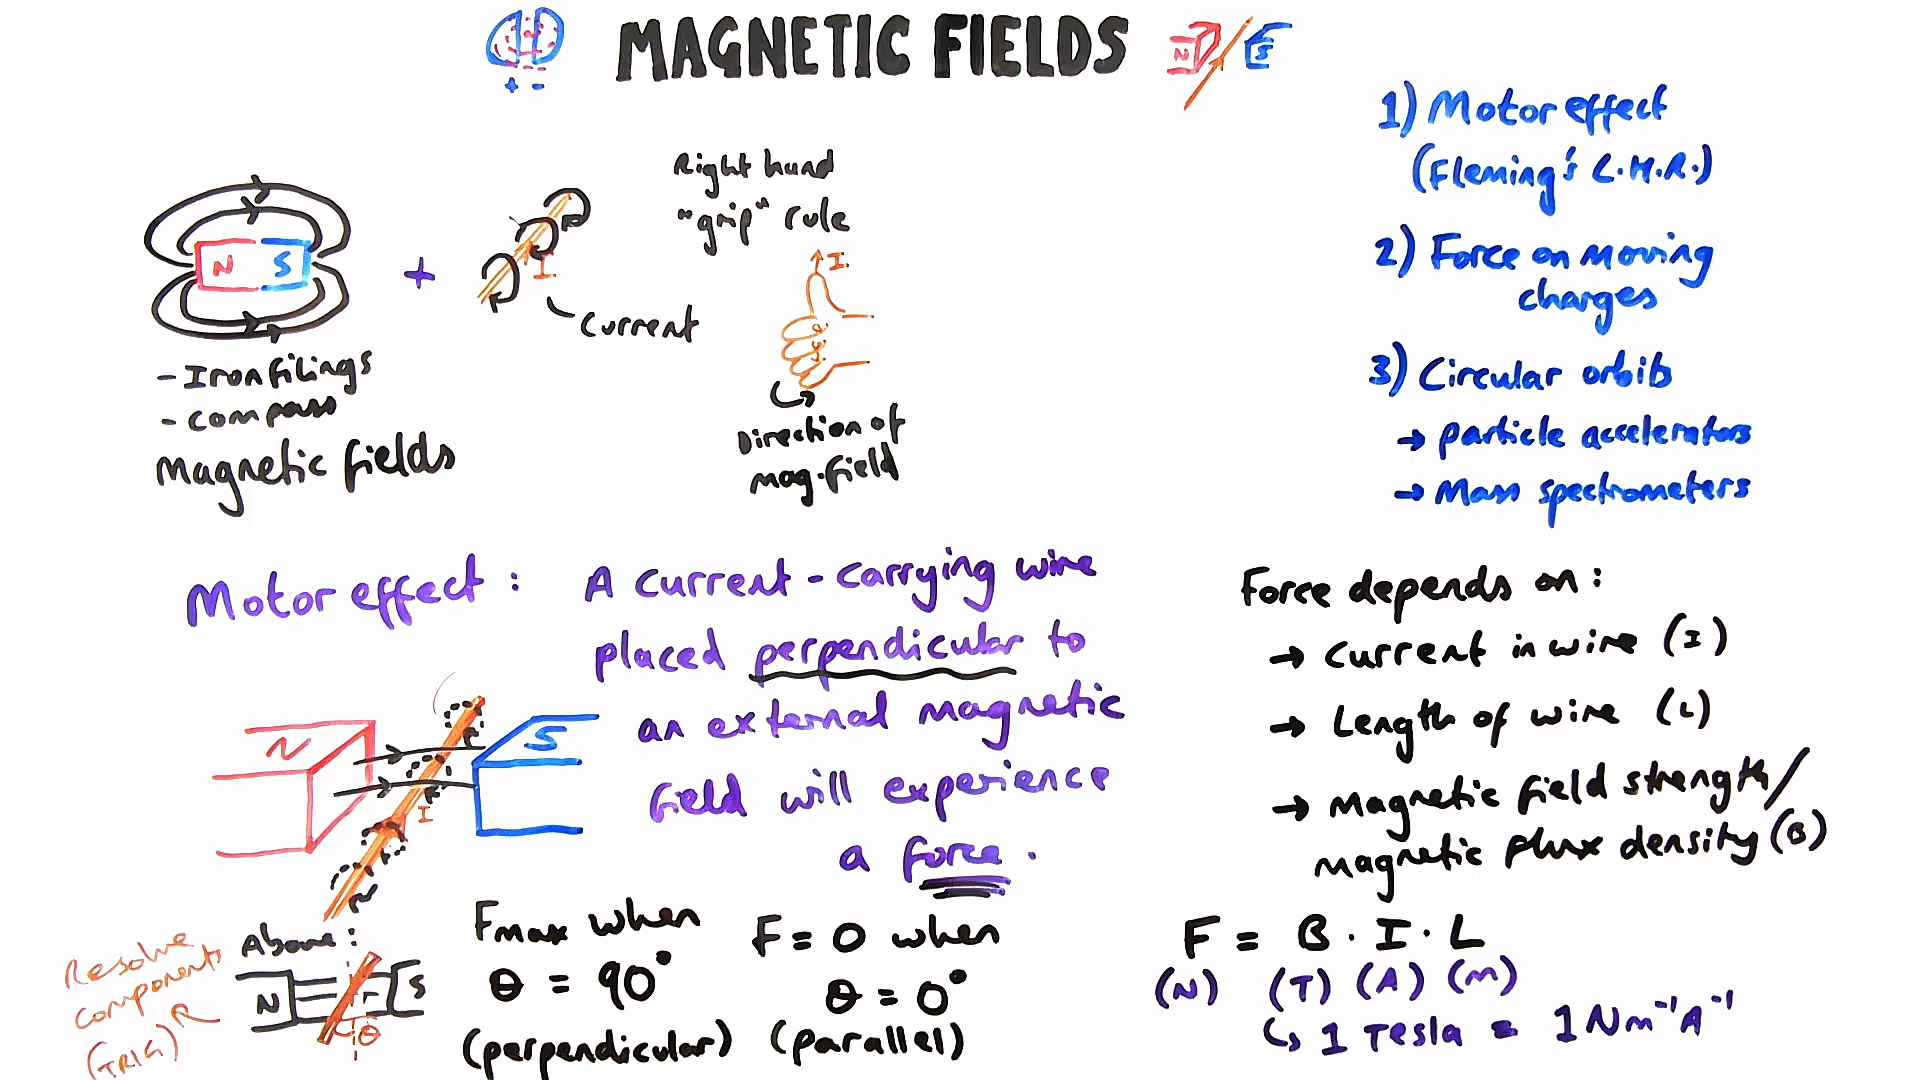 MAGNETIC FIELDS
+ -
N
S
1) Motor effect
(Fleming's L.H.R.)
2) Force on moving
charges
3) Circular orbits
→ particle accelerators
→ Mass spectrometers
N S
- Iron filings
- compass
Magnetic fields
+
I
Current
Right hand
"grip" rule
I
Direction of
mag. field
Motor effect : A current-carrying wire
placed perpendicular to
an external magnetic
field will experience
a force.
N
S
I
Force depends on:
→ Current in wire (I)
→ Length of wire (L)
→ Magnetic field strength/
magnetic flux density (B)
F = B . I . L
(N) (T) (A) (m)
↳ 1 Tesla = 1Nm⁻¹A⁻¹
Resolve
components
(TRIG)
Above:
N
S
θ
Fmax when
θ = 90°
(perpendicular)
F = 0 when
θ = 0°
(parallel)